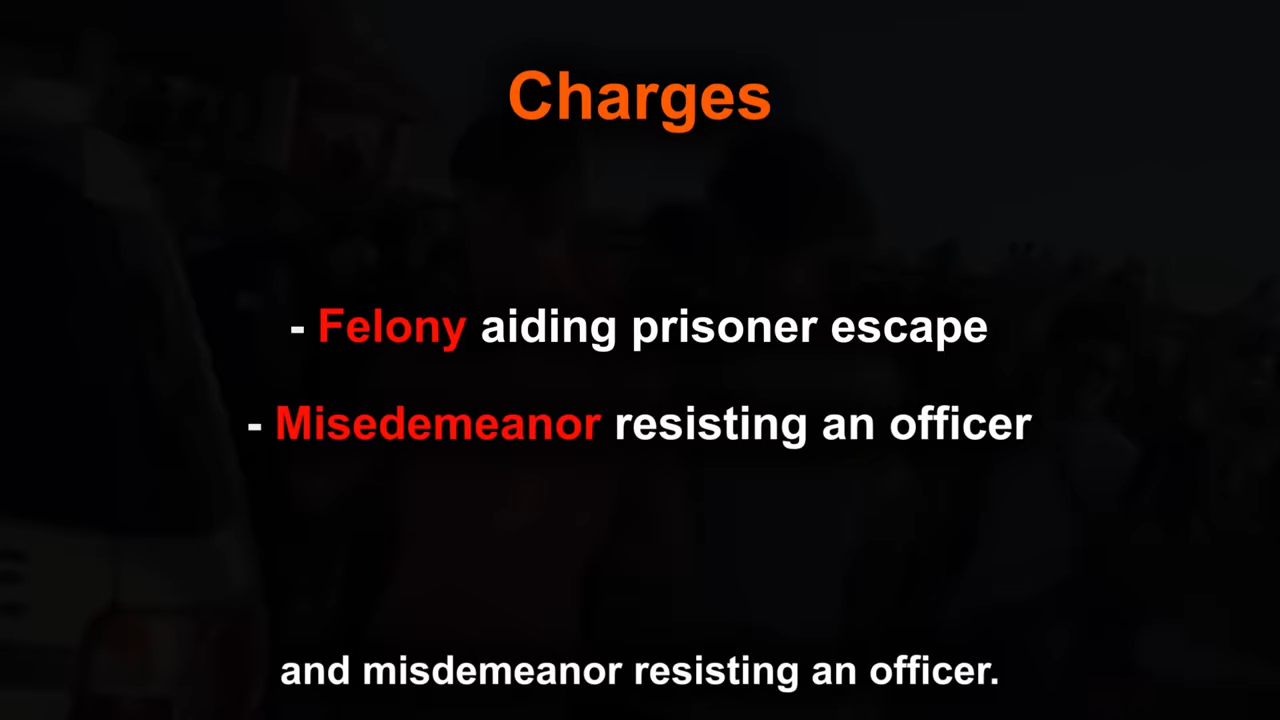 Charges
- Felony aiding prisoner escape
- Misedemeanor resisting an officer
and misdemeanor resisting an officer.